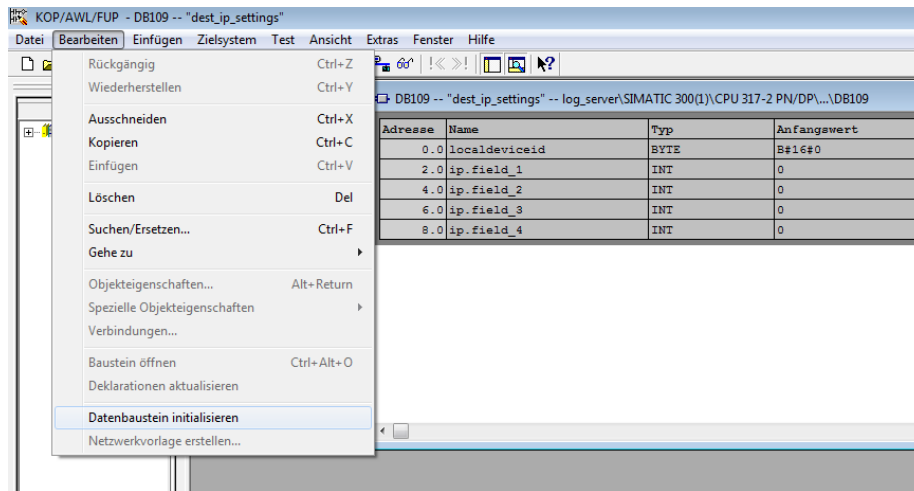 KOP/AWL/FUP - DB109 -- "dest_ip_settings"
Datei Bearbeiten Einfügen Zielsystem Test Ansicht Extras Fenster Hilfe
Rückgängig Ctrl+Z
Wiederherstellen Ctrl+Y
Ausschneiden Ctrl+X
Kopieren Ctrl+C
Einfügen Ctrl+V
Löschen Del
Suchen/Ersetzen... Ctrl+F
Gehe zu
Objekteigenschaften... Alt+Return
Spezielle Objekteigenschaften
Verbindungen...
Baustein öffnen Ctrl+Alt+O
Deklarationen aktualisieren
Datenbaustein initialisieren
Netzwerkvorlage erstellen...
DB109 -- "dest_ip_settings" -- log_server\SIMATIC 300(1)\CPU 317-2 PN/DP\...\DB109
Adresse Name Typ Anfangswert
0.0 localdeviceid BYTE B#16#0
2.0 ip.field_1 INT 0
4.0 ip.field_2 INT 0
6.0 ip.field_3 INT 0
8.0 ip.field_4 INT 0